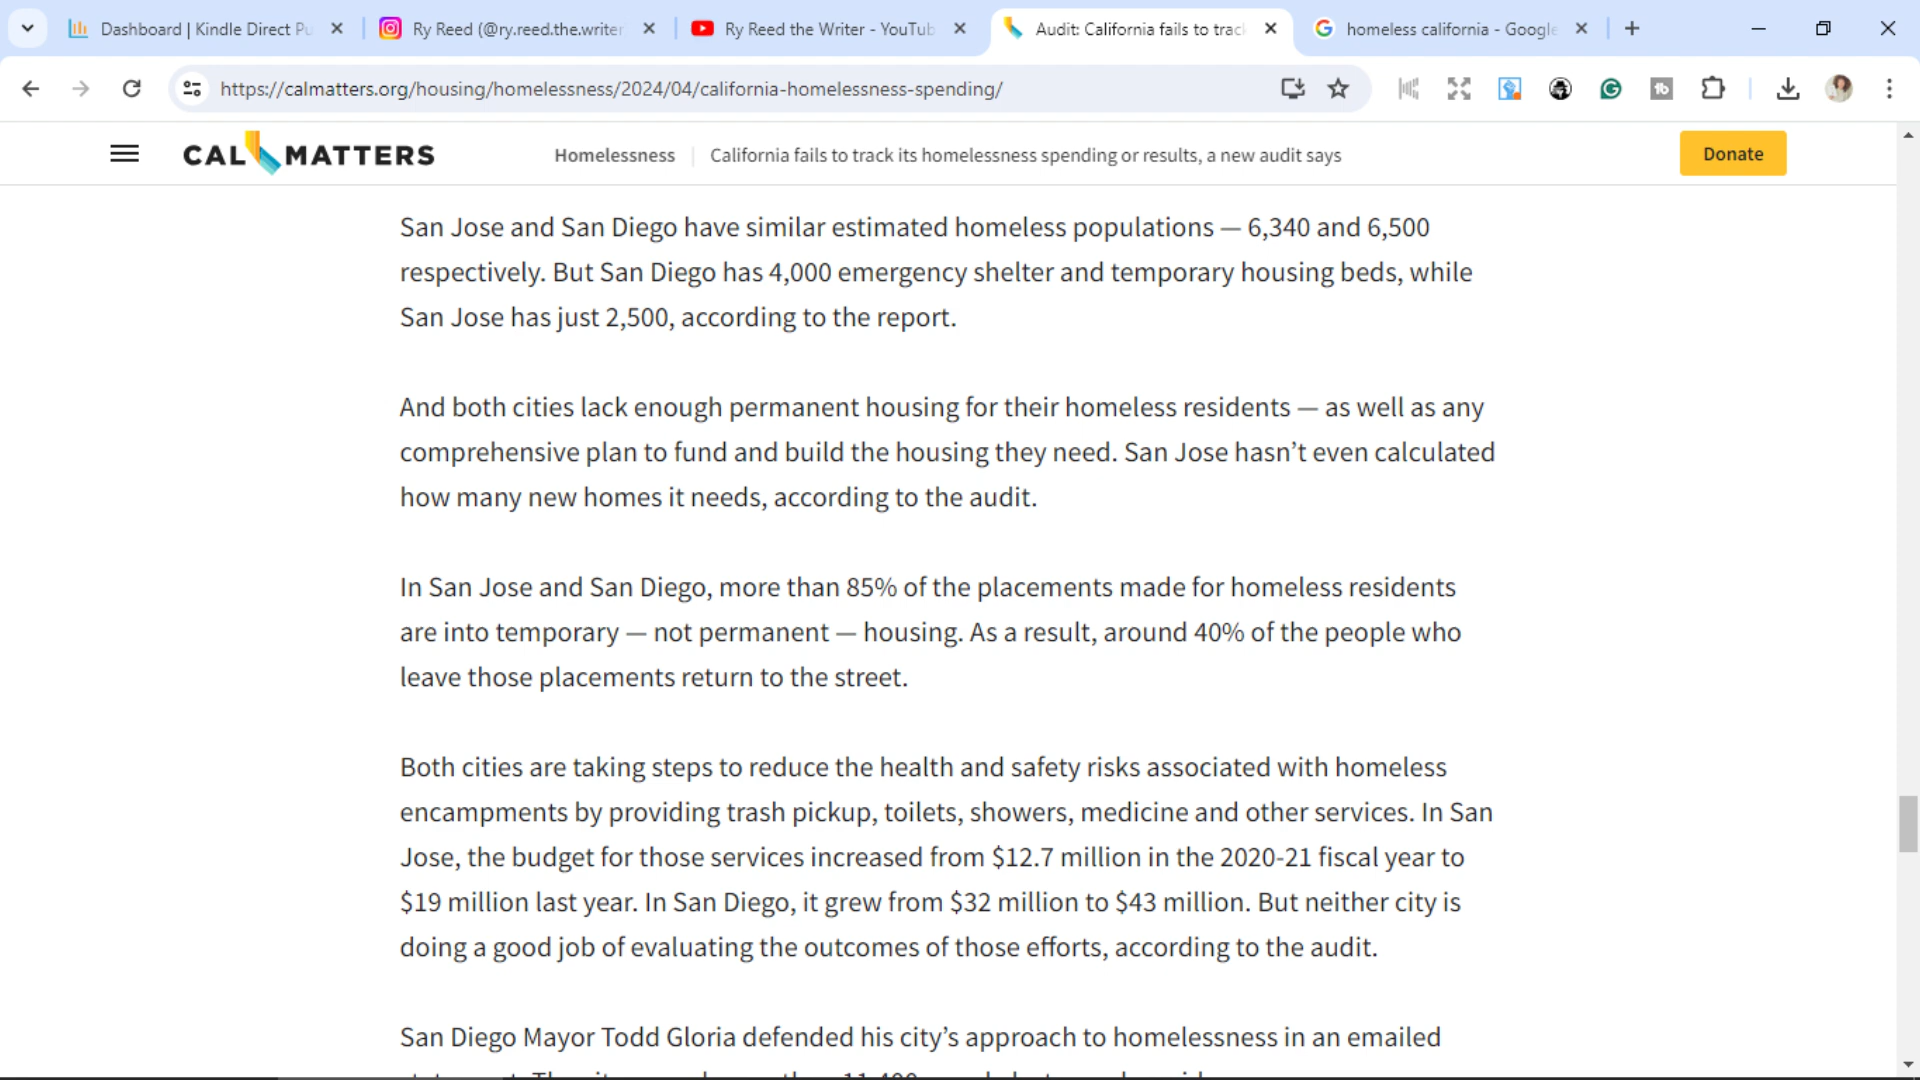 Dashboard | Kindle Direct Pu
Ry Reed (@ry.reed.the.writer
Ry Reed the Writer - YouTub
Audit: California fails to trac
homeless california - Google
https://calmatters.org/housing/homelessness/2024/04/california-homelessness-spending/
CAL MATTERS
Homelessness
California fails to track its homelessness spending or results, a new audit says
Donate
San Jose and San Diego have similar estimated homeless populations — 6,340 and 6,500
respectively. But San Diego has 4,000 emergency shelter and temporary housing beds, while
San Jose has just 2,500, according to the report.
And both cities lack enough permanent housing for their homeless residents — as well as any
comprehensive plan to fund and build the housing they need. San Jose hasn’t even calculated
how many new homes it needs, according to the audit.
In San Jose and San Diego, more than 85% of the placements made for homeless residents
are into temporary — not permanent — housing. As a result, around 40% of the people who
leave those placements return to the street.
Both cities are taking steps to reduce the health and safety risks associated with homeless
encampments by providing trash pickup, toilets, showers, medicine and other services. In San
Jose, the budget for those services increased from $12.7 million in the 2020-21 fiscal year to
$19 million last year. In San Diego, it grew from $32 million to $43 million. But neither city is
doing a good job of evaluating the outcomes of those efforts, according to the audit.
San Diego Mayor Todd Gloria defended his city’s approach to homelessness in an emailed